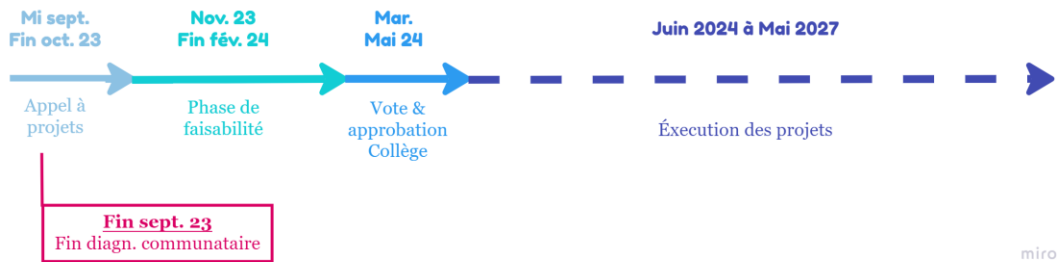 Mi sept.
Fin oct. 23
Nov. 23
Fin fév. 24
Mar.
Mai 24
Juin 2024 à Mai 2027
Appel à
projets
Phase de
faisabilité
Vote &
approbation
Collège
Éxecution des projets
Fin sept. 23
Fin diagn. communataire
miro